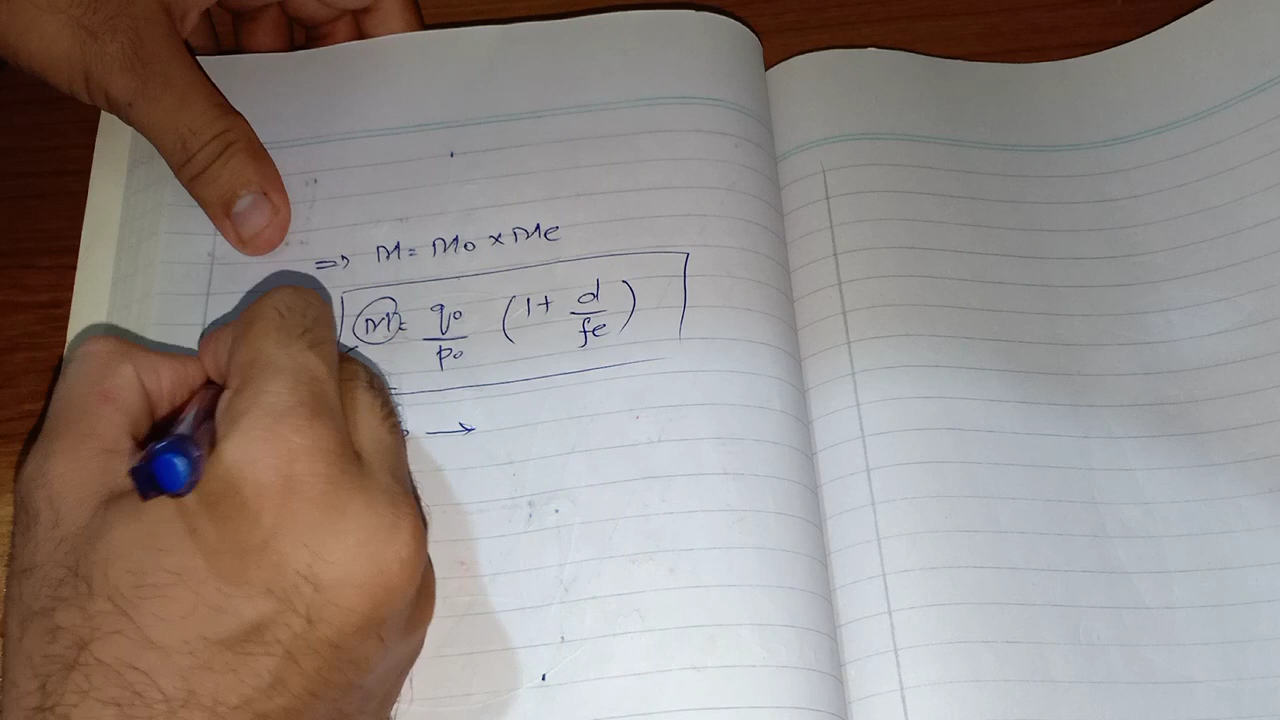 => M = Mo × Me
M = qo/po (1 + d/fe)
→